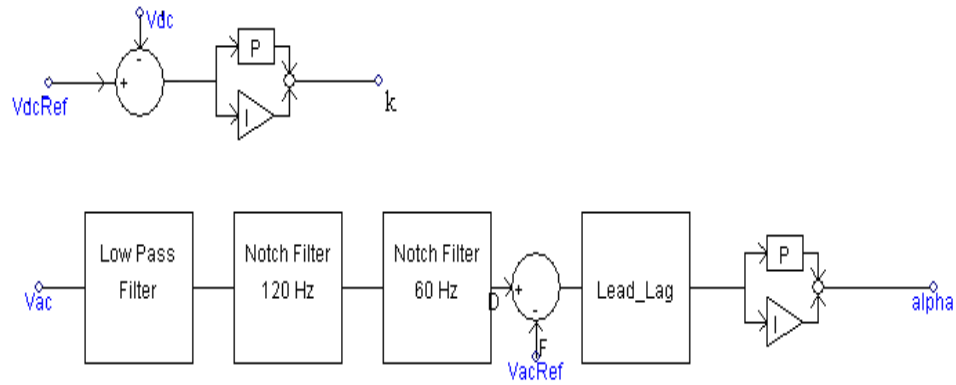 Vdc
-
+
VdcRef
P
I
k
Low Pass
Filter
Notch Filter
120 Hz
Notch Filter
60 Hz
Vac
D
+
-
F
VacRef
Lead_Lag
P
I
alpha